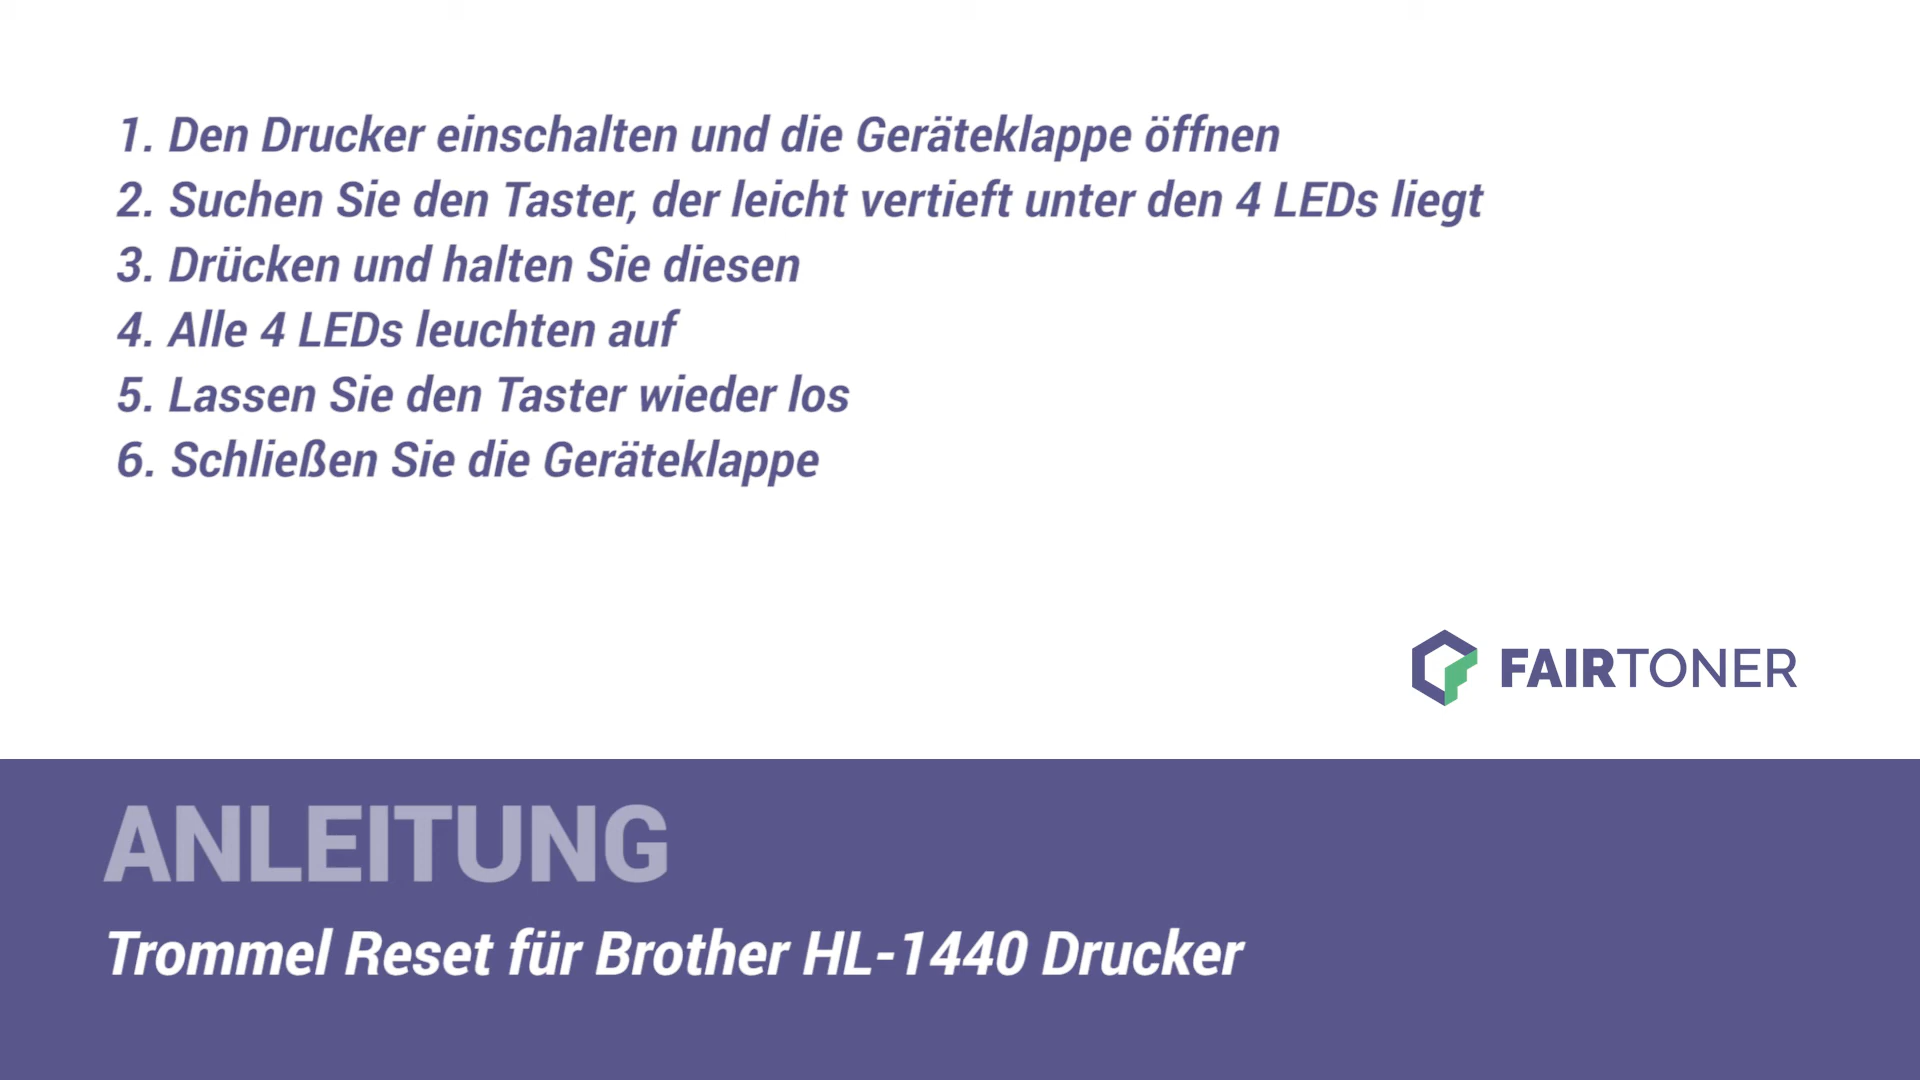 1. Den Drucker einschalten und die Geräteklappe öffnen
2. Suchen Sie den Taster, der leicht vertieft unter den 4 LEDs liegt
3. Drücken und halten Sie diesen
4. Alle 4 LEDs leuchten auf
5. Lassen Sie den Taster wieder los
6. Schließen Sie die Geräteklappe
FAIRTONER
ANLEITUNG
Trommel Reset für Brother HL-1440 Drucker